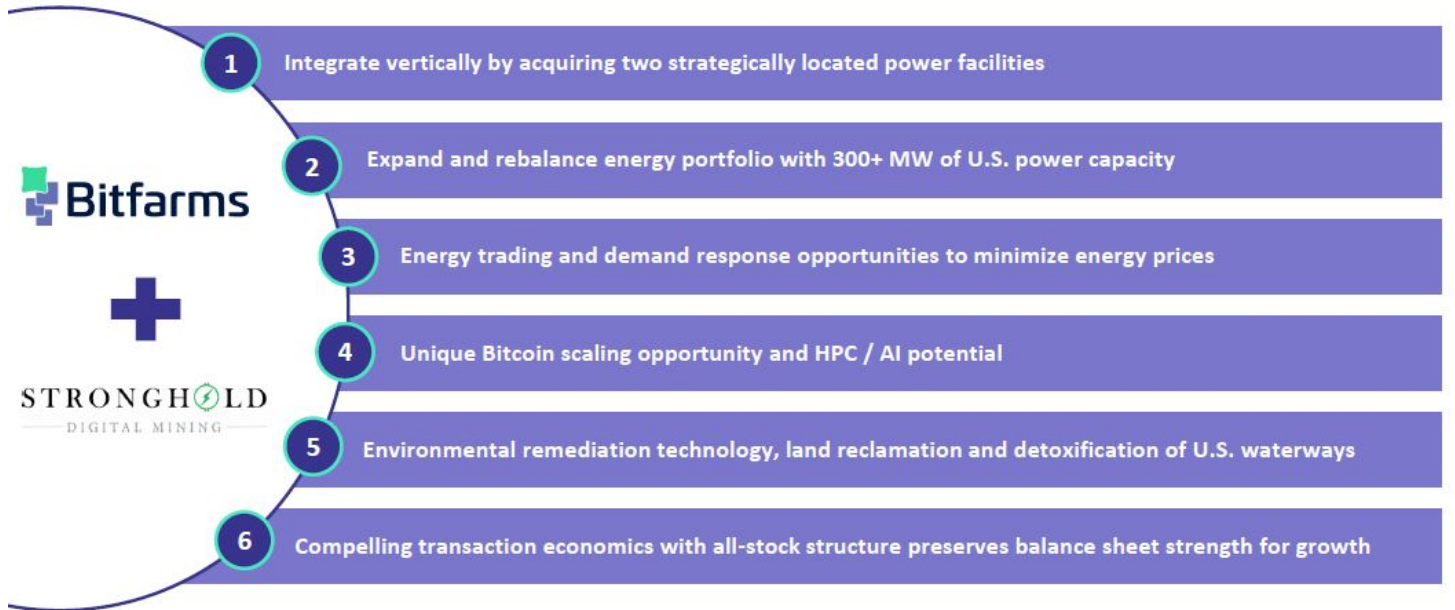 1 Integrate vertically by acquiring two strategically located power facilities
2 Expand and rebalance energy portfolio with 300+ MW of U.S. power capacity
Bitfarms
3 Energy trading and demand response opportunities to minimize energy prices
4 Unique Bitcoin scaling opportunity and HPC / AI potential
STRONGHOLD
DIGITAL MINING
5 Environmental remediation technology, land reclamation and detoxification of U.S. waterways
6 Compelling transaction economics with all-stock structure preserves balance sheet strength for growth